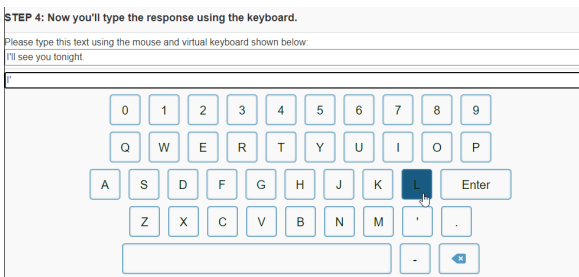 STEP 4: Now you'll type the response using the keyboard.
Please type this text using the mouse and virtual keyboard shown below:
I'll see you tonight.
I'
0 1 2 3 4 5 6 7 8 9
Q W E R T Y U I O P
A S D F G H J K L Enter
Z X C V B N M ' .
-